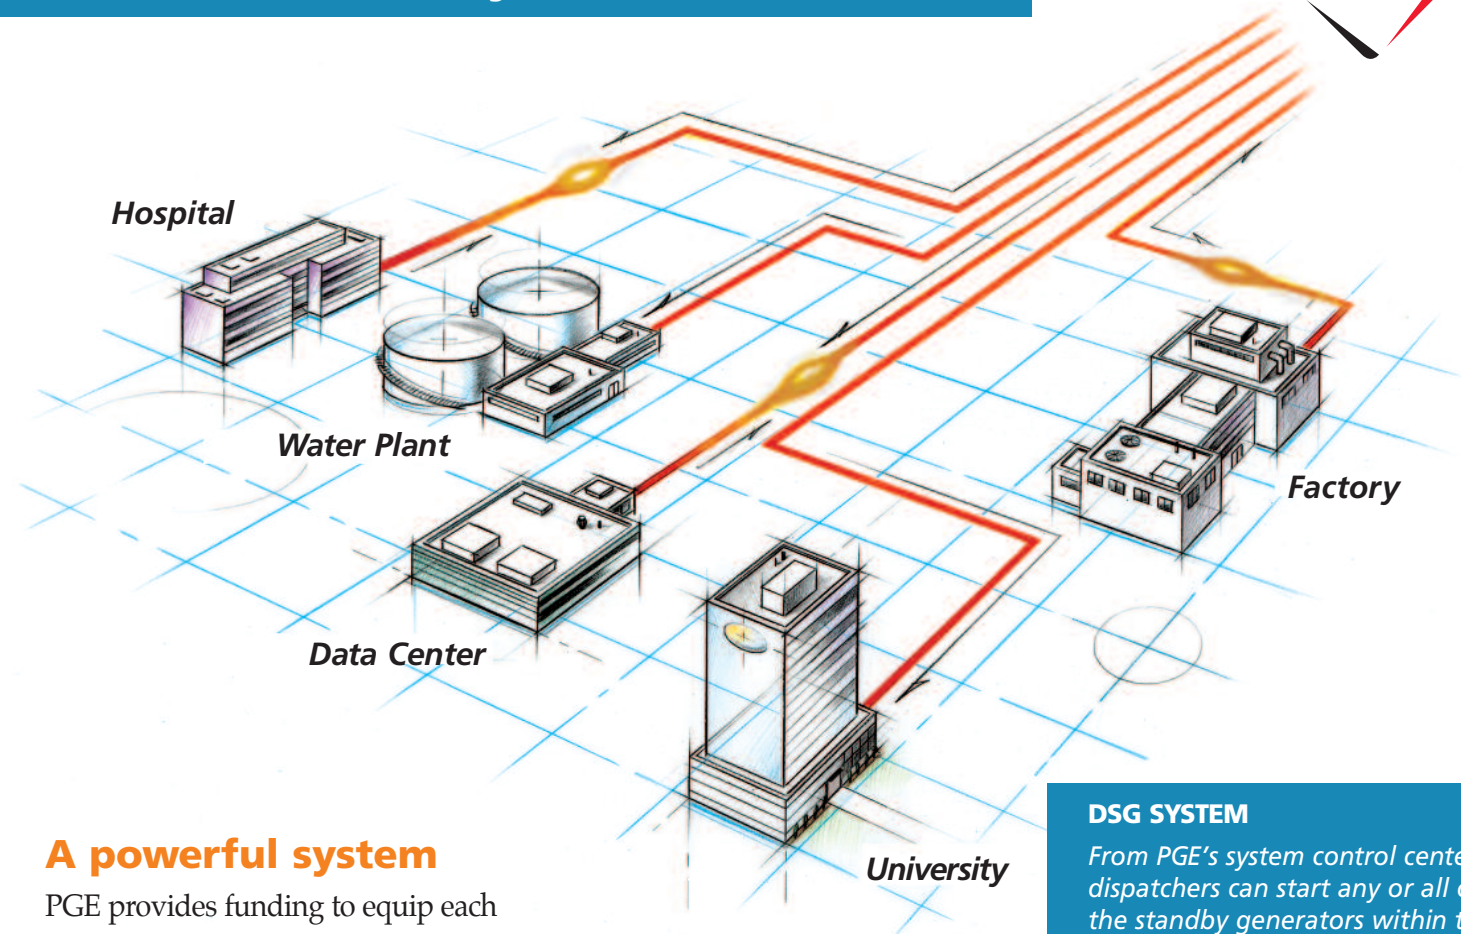 Hospital
Water Plant
Factory
Data Center
University
A powerful system
PGE provides funding to equip each
DSG SYSTEM
From PGE's system control
dispatchers can start any or all
the standby generators within